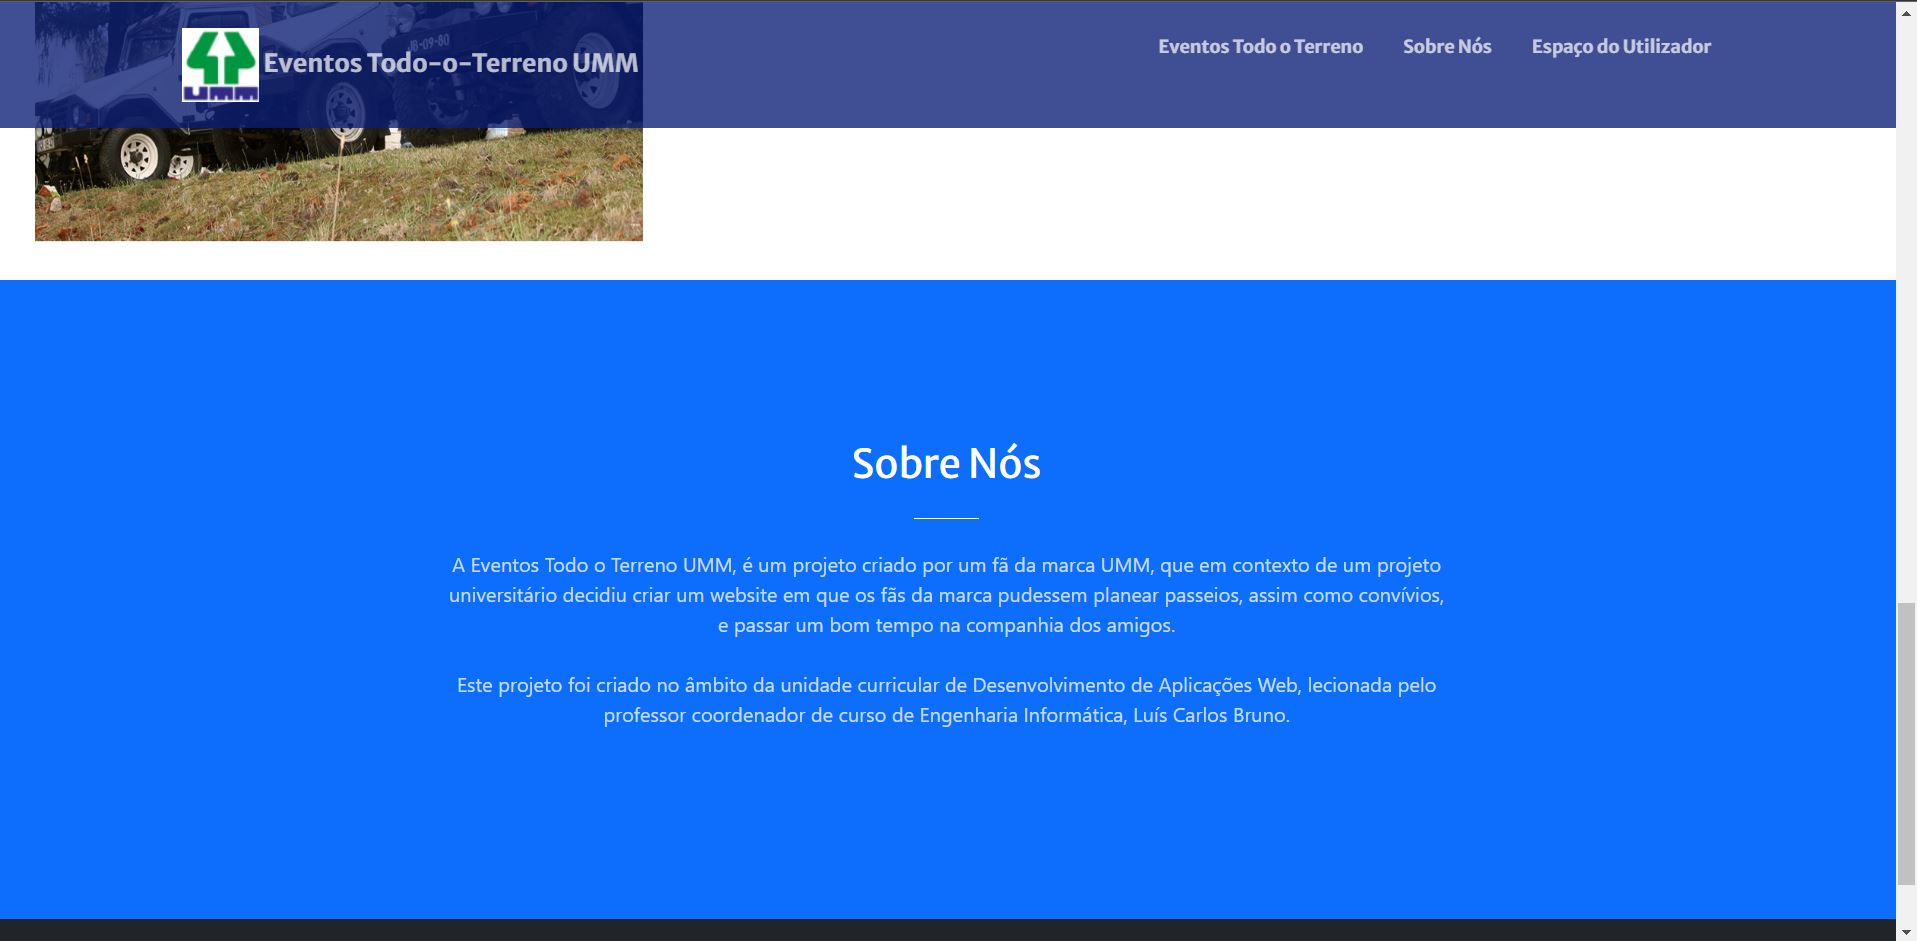 Eventos Todo-o-Terreno UMM
Eventos Todo o Terreno
Sobre Nós
Espaço do Utilizador
umm
JB-09-80
Sobre Nós
A Eventos Todo o Terreno UMM, é um projeto criado por um fã da marca UMM, que em contexto de um projeto
universitário decidiu criar um website em que os fãs da marca pudessem planear passeios, assim como convívios,
e passar um bom tempo na companhia dos amigos.
Este projeto foi criado no âmbito da unidade curricular de Desenvolvimento de Aplicações Web, lecionada pelo
professor coordenador de curso de Engenharia Informática, Luís Carlos Bruno.